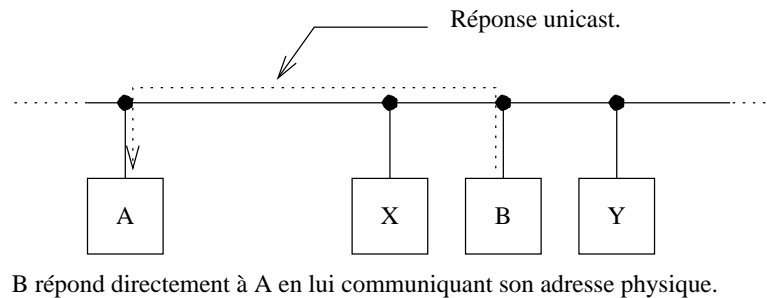 Réponse unicast.
A
X
B
Y
B répond directement à A en lui communiquant son adresse physique.